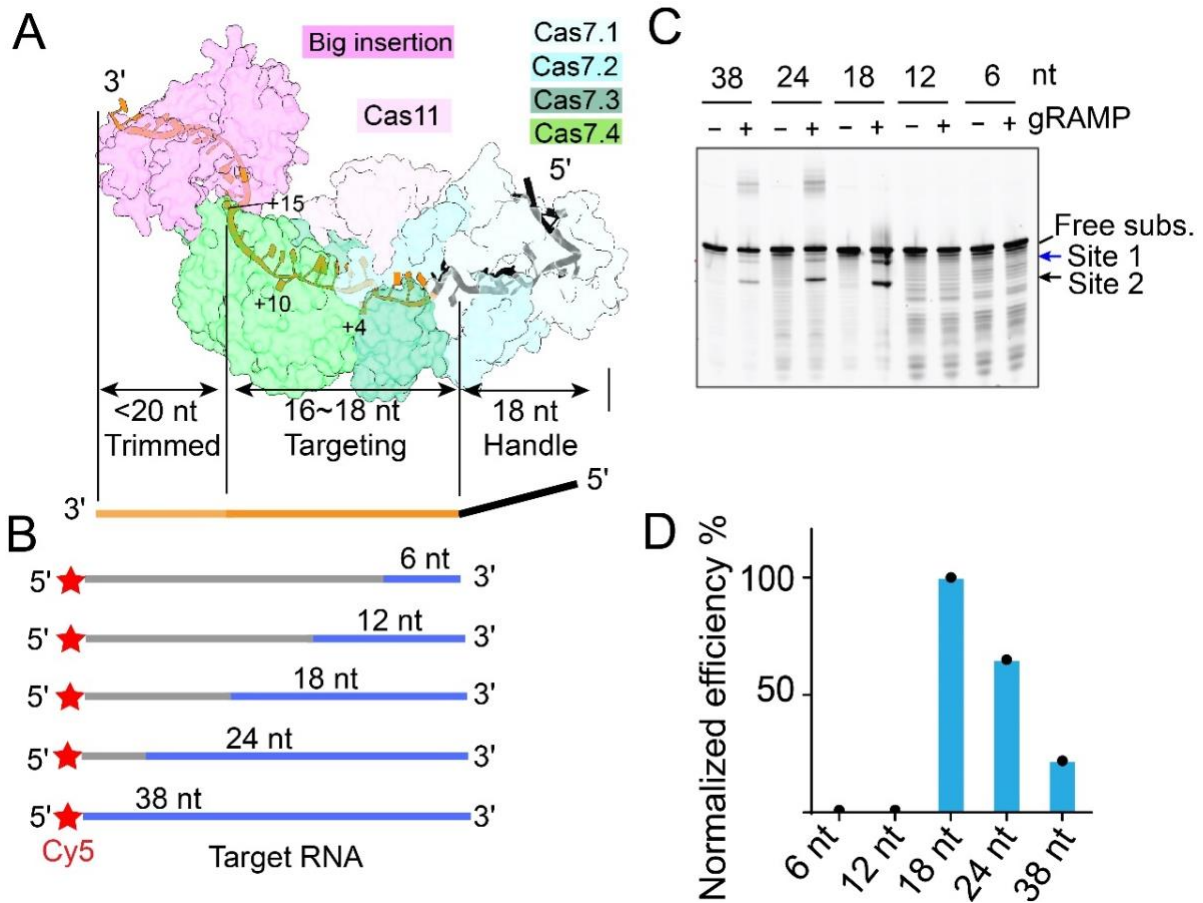 A
Big insertion
Cas11
Cas7.1
Cas7.2
Cas7.3
Cas7.4
3'
5'
+15
+10
+4
<20 nt
Trimmed
16~18 nt
Targeting
18 nt
Handle
3'
5'
B
5' 6 nt 3'
5' 12 nt 3'
5' 18 nt 3'
5' 24 nt 3'
5' 38 nt 3'
Cy5
Target RNA
C
38 24 18 12 6 nt
− + − + − + − + − + gRAMP
Free subs.
Site 1
Site 2
D
Normalized efficiency %
100
50
6 nt
12 nt
18 nt
24 nt
38 nt